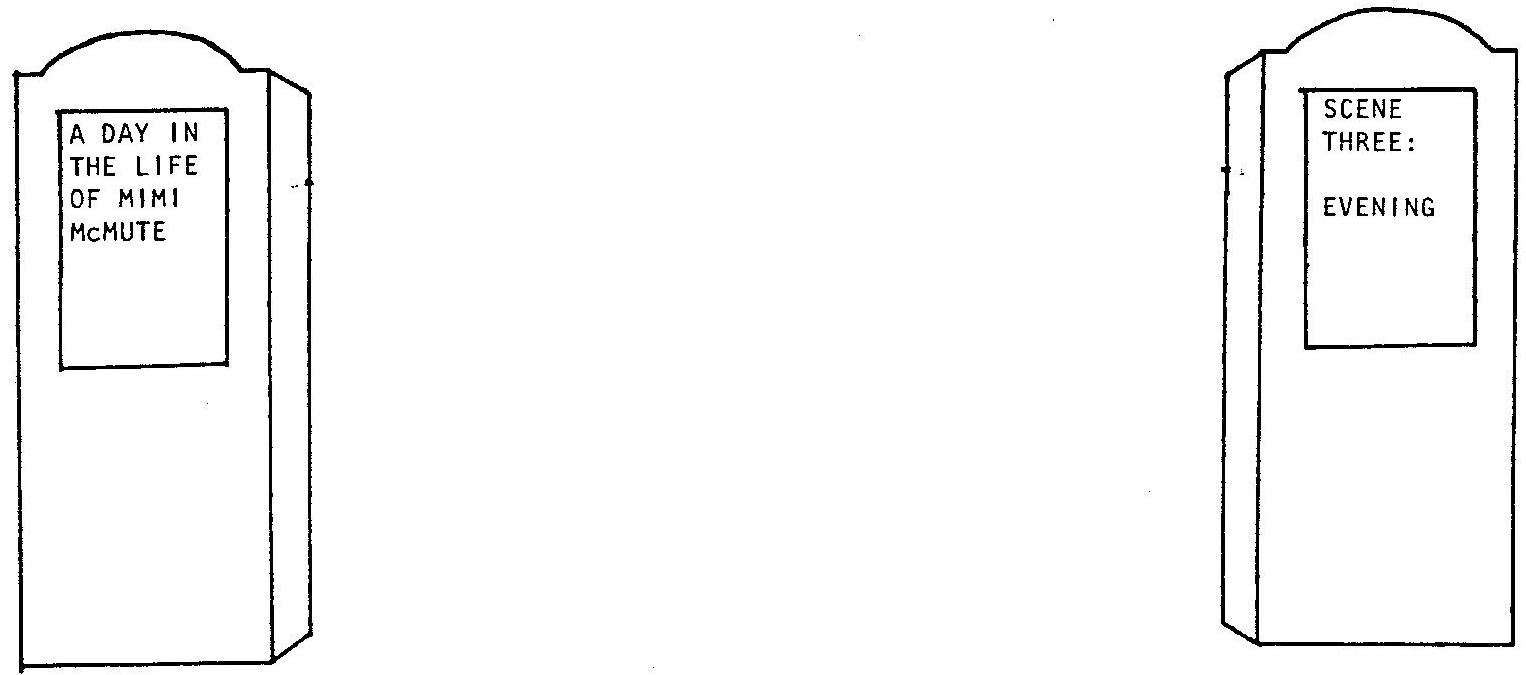 A DAY IN
THE LIFE
OF MIMI
McMUTE
SCENE
THREE:
EVENING